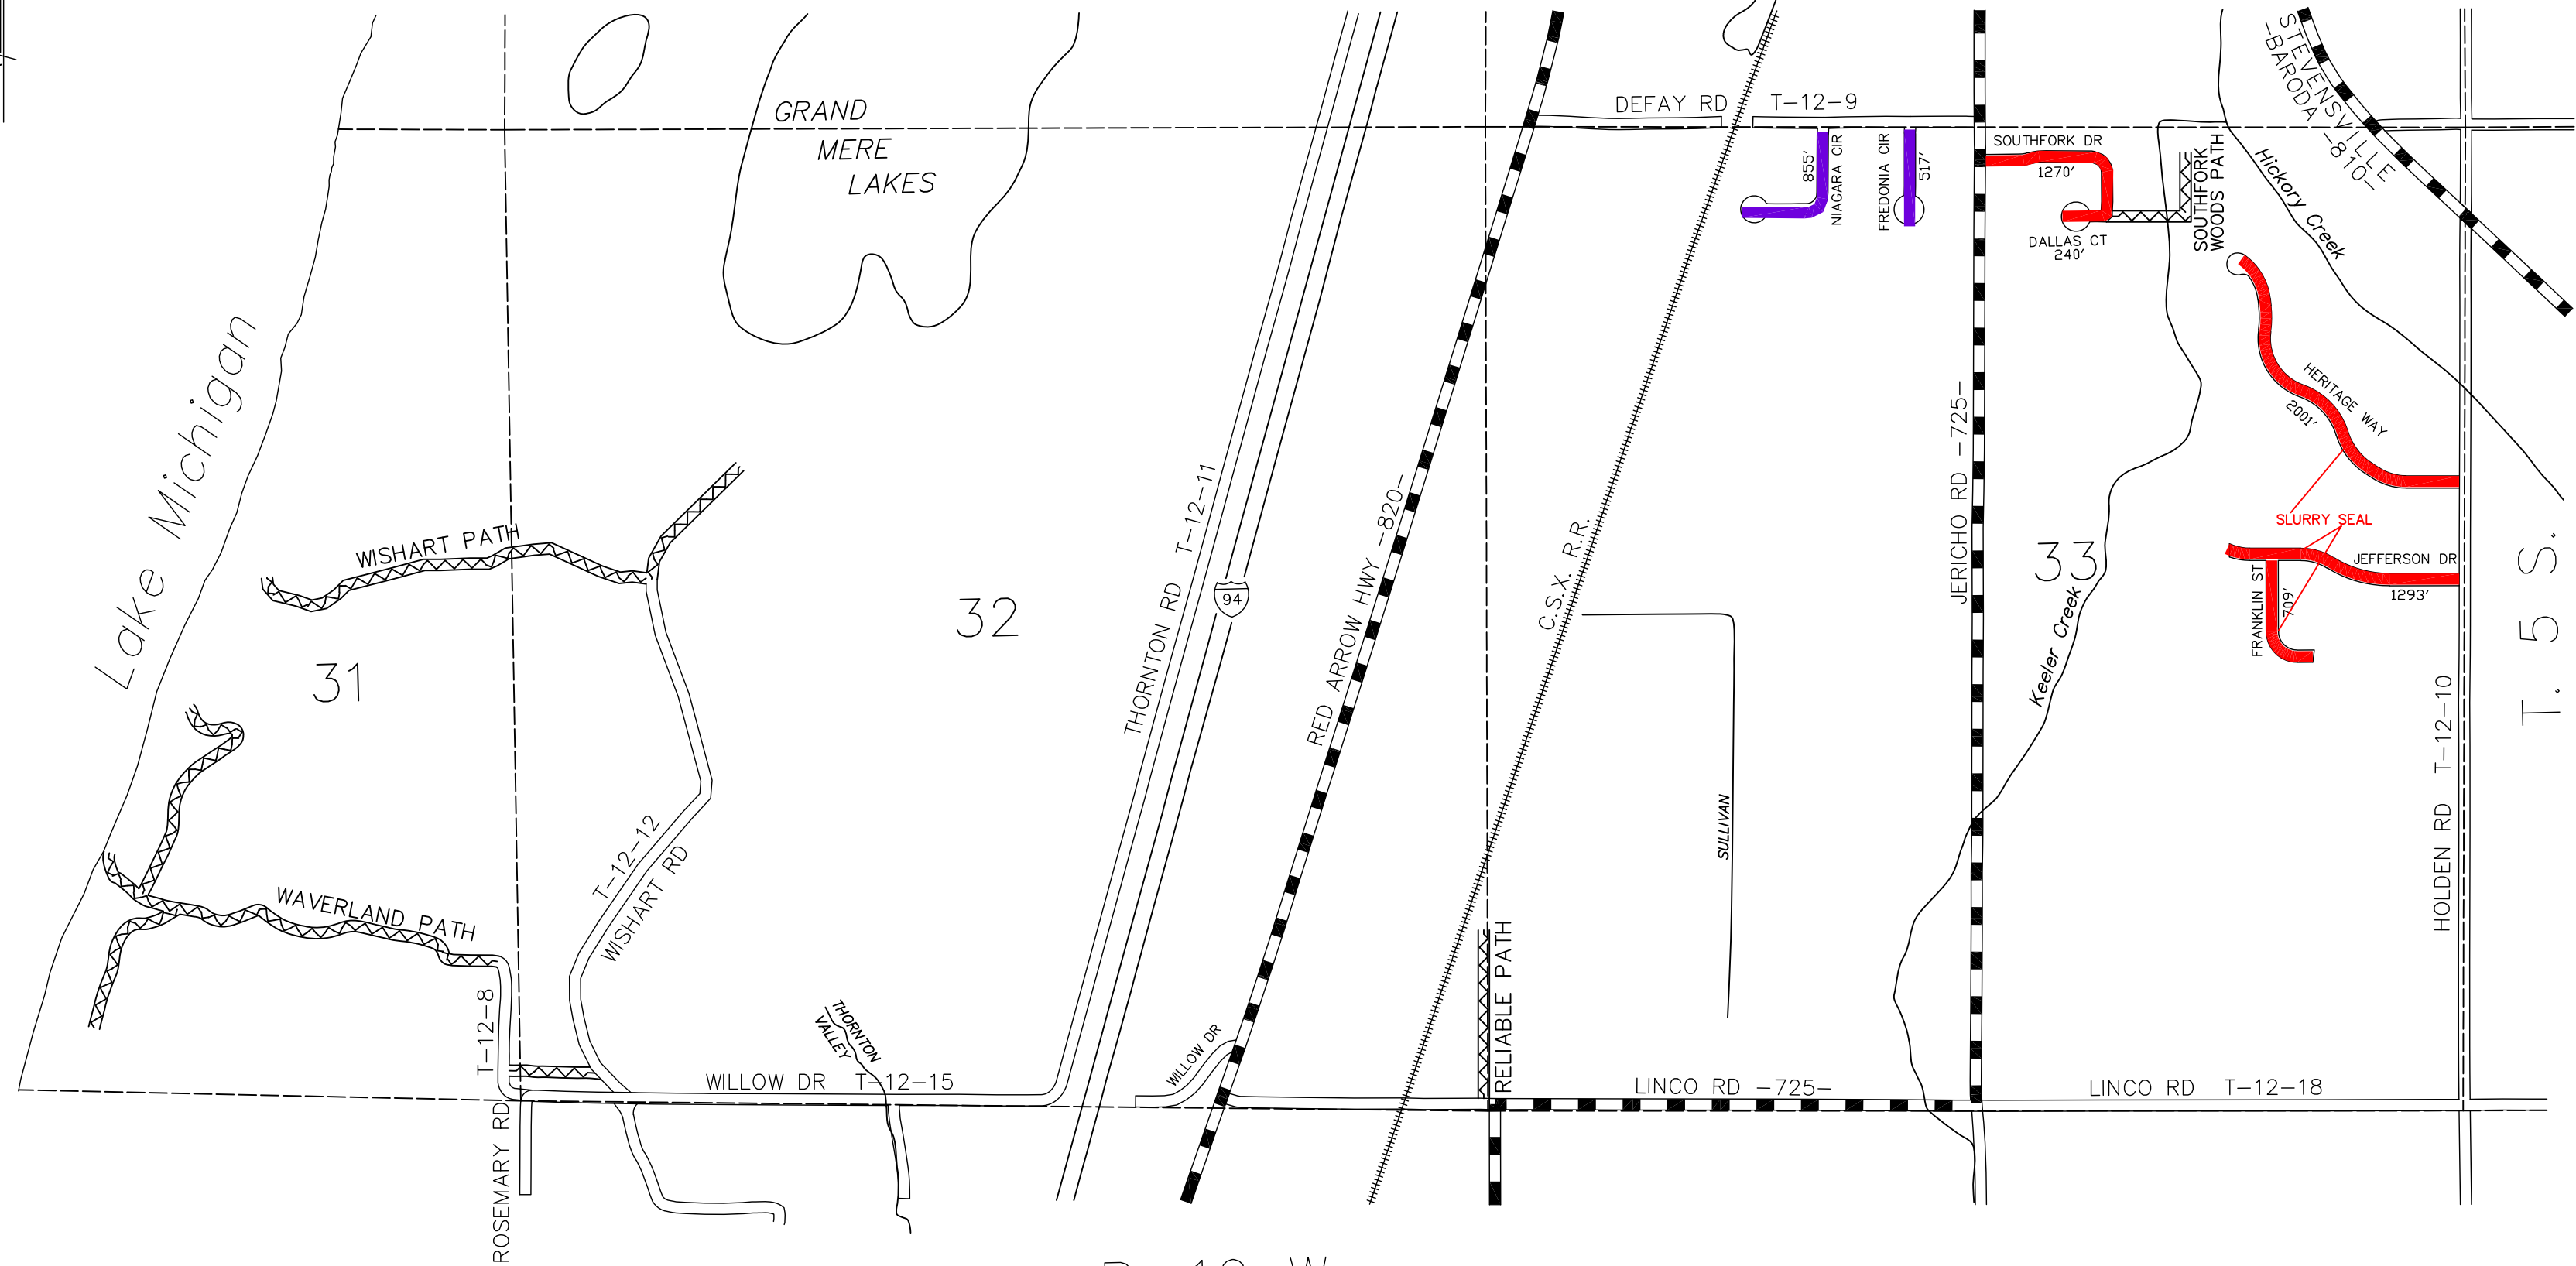 GRAND
MERE
LAKES
DEFAY RD T-12-9
STEVENSVILLE
-BARODA -810-
855'
NIAGARA CIR
FREDONIA CIR
517'
SOUTHFORK DR
1270'
DALLAS CT
240'
SOUTHFORK
WOODS PATH
Hickory Creek
Lake Michigan
HERITAGE WAY
2001'
SLURRY SEAL
JEFFERSON DR
1293'
FRANKLIN ST
709'
WISHART PATH
31
32
33
THORNTON RD T-12-11
94
RED ARROW HWY -820-
C.S.X. R.R.
JERICHO RD -725-
Keeler Creek
T. 5 S.
HOLDEN RD T-12-10
SULLIVAN
T-12-12
WISHART RD
WAVERLAND PATH
T-12-8
THORNTON
VALLEY
WILLOW DR T-12-15
WILLOW DR
RELIABLE PATH
LINCO RD -725-
LINCO RD T-12-18
ROSEMARY RD